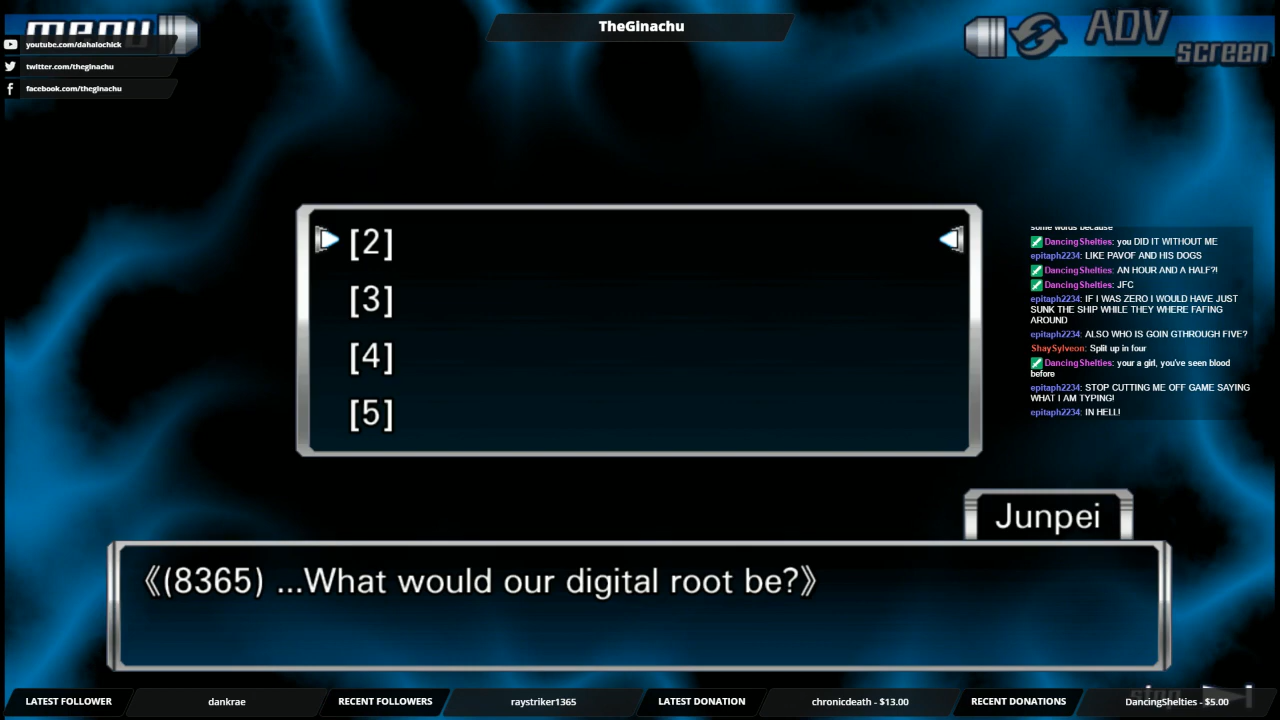 menu
youtube.com/dahalochick
twitter.com/theginachu
facebook.com/theginachu
TheGinachu
ADV
screen
[2]
[3]
[4]
[5]
some words because
DancingShelties: you DID IT WITHOUT ME
epitaph2234: LIKE PAVOF AND HIS DOGS
DancingShelties: AN HOUR AND A HALF?!
DancingShelties: JFC
epitaph2234: IF I WAS ZERO I WOULD HAVE JUST
SUNK THE SHIP WHILE THEY WHERE FAFING
AROUND
epitaph2234: ALSO WHO IS GOIN GTHROUGH FIVE?
ShaySylveon: Split up in four
DancingShelties: your a girl, you've seen blood
before
epitaph2234: STOP CUTTING ME OFF GAME SAYING
WHAT I AM TYPING!
epitaph2234: IN HELL!
Junpei
《(8365) ...What would our digital root be?》
stop
LATEST FOLLOWER
dankrae
RECENT FOLLOWERS
raystriker1365
LATEST DONATION
chronicdeath - $13.00
RECENT DONATIONS
DancingShelties - $5.00